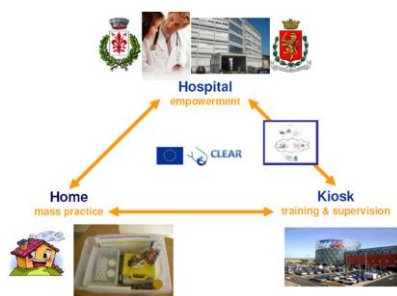 Hospital
empowerment
CLEAR
Home
mass practice
Kiosk
training & supervision